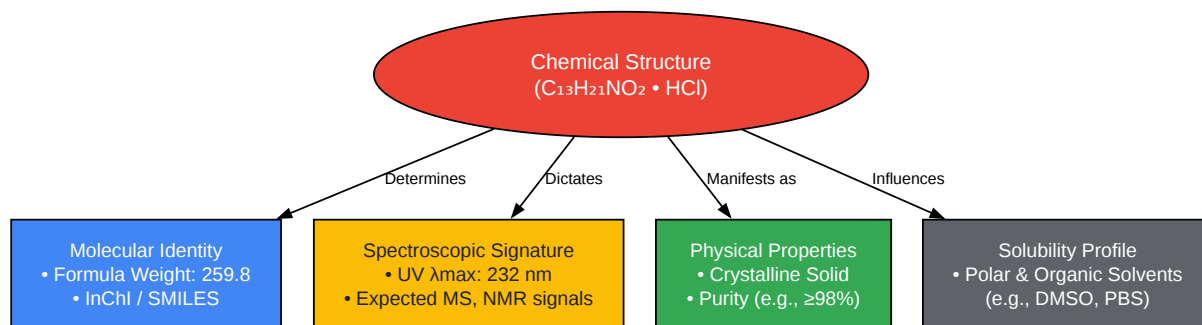 Chemical Structure
(C₁₃H₂₁NO₂ • HCl)
Determines
Dictates
Manifests as
Influences
Molecular Identity
• Formula Weight: 259.8
• InChI / SMILES
Spectroscopic Signature
• UV λmax: 232 nm
• Expected MS, NMR signals
Physical Properties
• Crystalline Solid
• Purity (e.g., ≥98%)
Solubility Profile
• Polar & Organic Solvents
(e.g., DMSO, PBS)